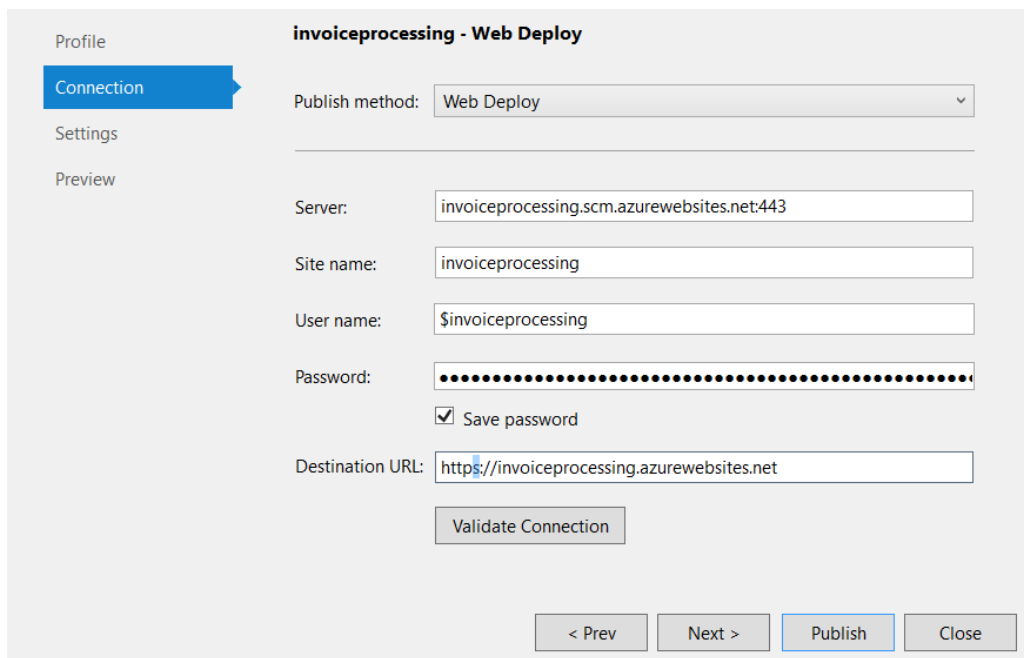 Profile
Connection
Settings
Preview
invoiceprocessing - Web Deploy
Publish method: Web Deploy
Server: invoiceprocessing.scm.azurewebsites.net:443
Site name: invoiceprocessing
User name: $invoiceprocessing
Password:
Save password
Destination URL: https://invoiceprocessing.azurewebsites.net
Validate Connection
< Prev Next > Publish Close